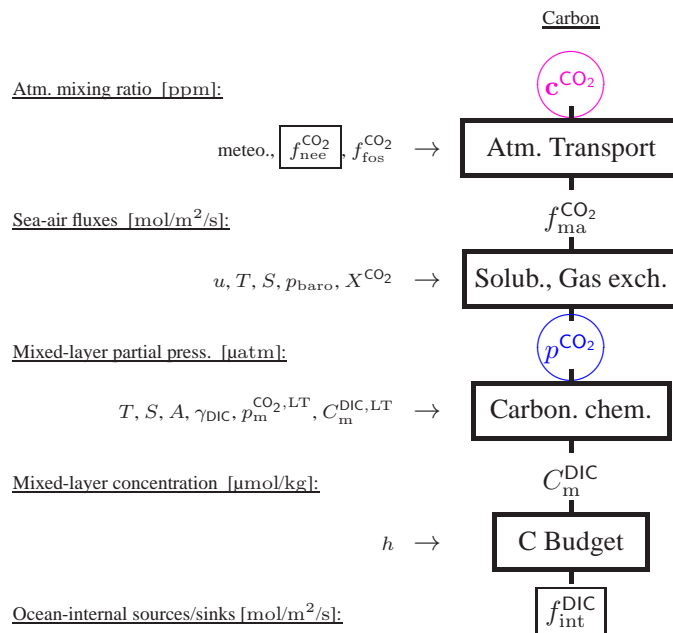 Carbon
Atm. mixing ratio [ppm]:
c^CO₂
meteo., f_nee^CO₂, f_fos^CO₂ → Atm. Transport
Sea-air fluxes [mol/m²/s]:
f_ma^CO₂
u, T, S, p_baro, X^CO₂ → Solub., Gas exch.
Mixed-layer partial press. [µatm]:
p^CO₂
T, S, A, γ_DIC, p_m^CO₂,LT, C_m^DIC,LT → Carbon. chem.
Mixed-layer concentration [µmol/kg]:
C_m^DIC
h → C Budget
Ocean-internal sources/sinks [mol/m²/s]:
f_int^DIC